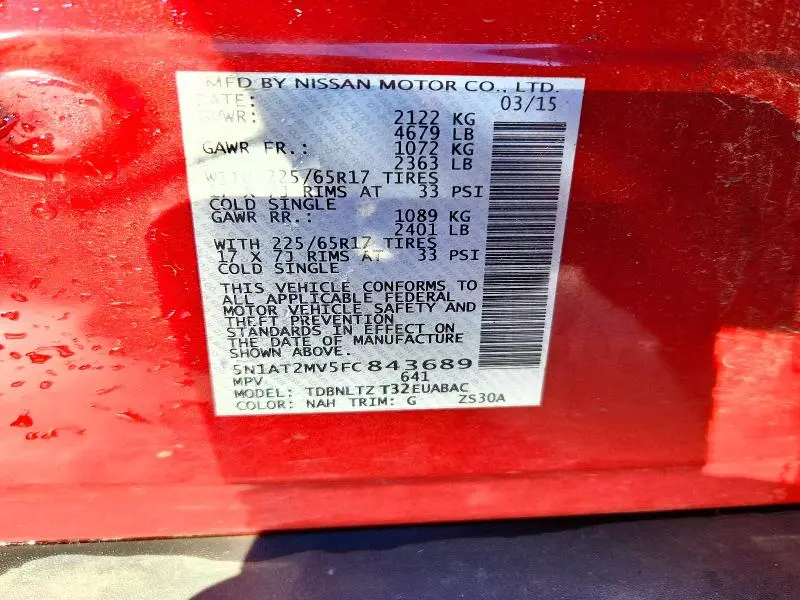 MFD BY NISSAN MOTOR CO., LTD.
DATE: 03/15
GVWR: 2122 KG
4679 LB
GAWR FR.: 1072 KG
2363 LB
WITH 225/65R17 TIRES
17 X 7J RIMS AT 33 PSI
COLD SINGLE
GAWR RR.: 1089 KG
2401 LB
WITH 225/65R17 TIRES
17 X 7J RIMS AT 33 PSI
COLD SINGLE
THIS VEHICLE CONFORMS TO
ALL APPLICABLE FEDERAL
MOTOR VEHICLE SAFETY AND
THEFT PREVENTION
STANDARDS IN EFFECT ON
THE DATE OF MANUFACTURE
SHOWN ABOVE.
5N1AT2MV5FC843689
MPV 641
MODEL: TDBNLTZ T32EUABAC
COLOR: NAH TRIM: G ZS30A